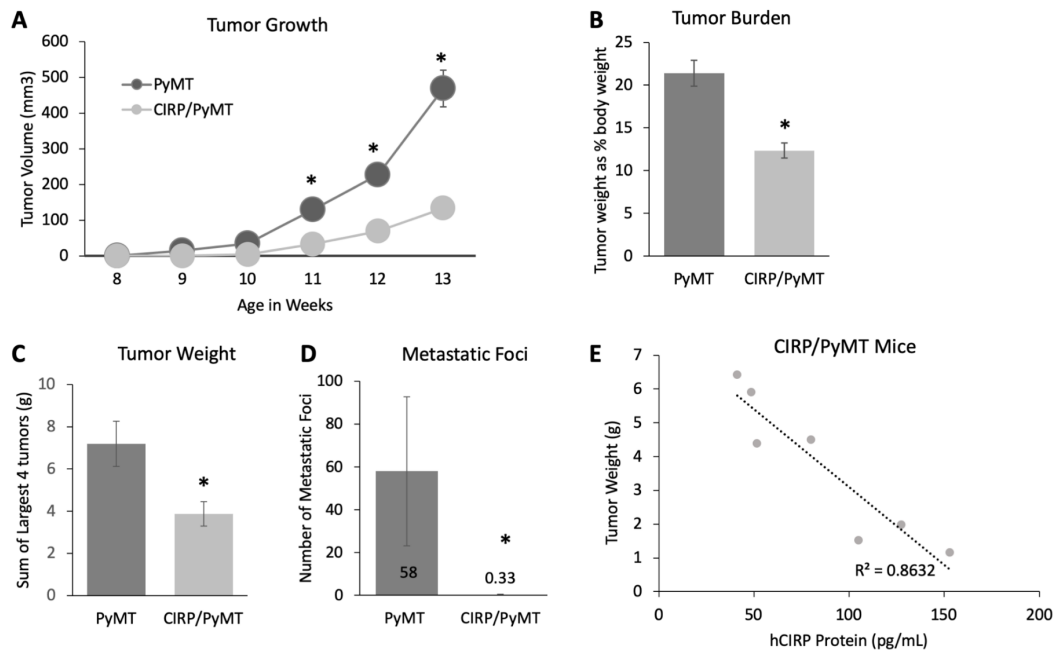 A
Tumor Growth
Tumor Volume (mm3)
600
500
400
300
200
100
0
PyMT
CIRP/PyMT
*
*
*
8 9 10 11 12 13
Age in Weeks
B
Tumor Burden
Tumor weight as % body weight
25
20
15
10
5
0
*
PyMT CIRP/PyMT
C
Tumor Weight
Sum of Largest 4 tumors (g)
10
8
6
4
2
0
*
PyMT CIRP/PyMT
D
Metastatic Foci
Number of Metastatic Foci
100
80
60
40
20
0
*
58
0.33
PyMT CIRP/PyMT
E
CIRP/PyMT Mice
Tumor Weight (g)
7
6
5
4
3
2
1
0
R² = 0.8632
0 50 100 150 200
hCIRP Protein (pg/mL)